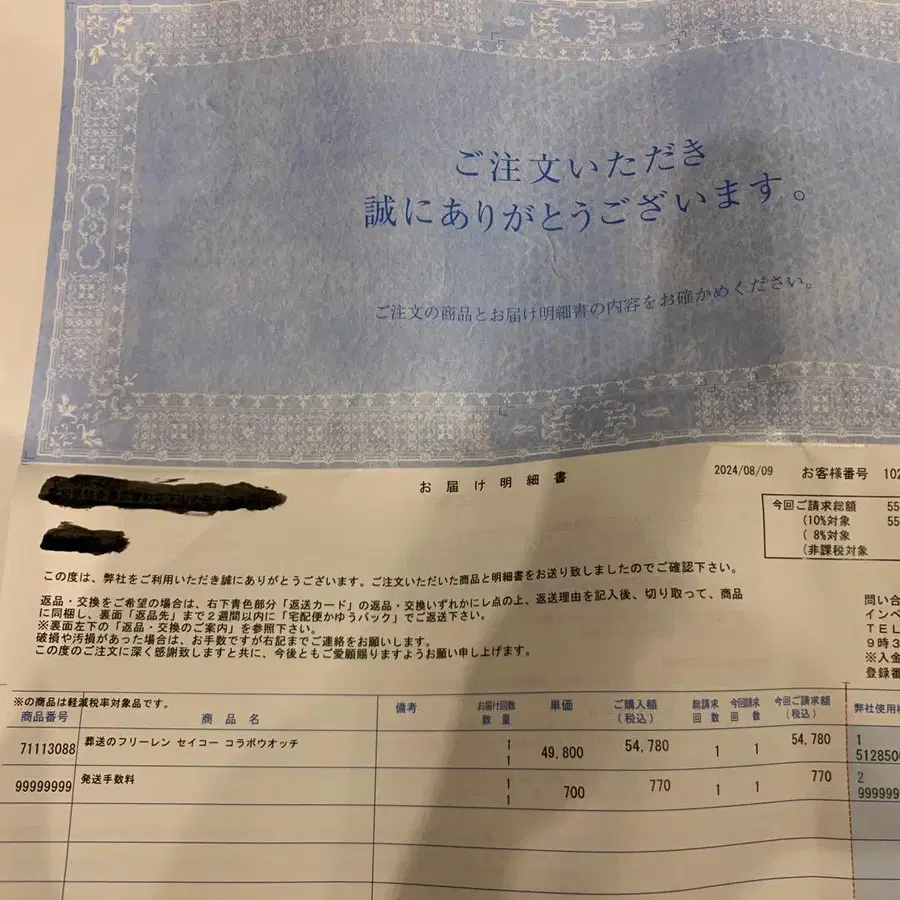 ご注文いただき
誠にありがとうございます。
ご注文の商品とお届け明細書の内容をお確かめください。
お届け明細書
2024/08/09 お客様番号 102
今回ご請求総額 55
(10%対象 55
( 8%対象
(非課税対象
この度は、弊社をご利用いただき誠にありがとうございます。ご注文いただいた商品と明細書をお送り致しましたのでご確認下さい。
返品・交換をご希望の場合は、右下青色部分「返送カード」の返品・交換いずれかにレ点の上、返送理由を記入後、切り取って、商品
に同梱し、裏面「返品先」まで2週間以内に「宅配便かゆうパック」でご返送下さい。
※裏面左下の「返品・交換のご案内」を参照下さい。
破損や汚損があった場合は、お手数ですが右記までご連絡をお願いします。
この度のご注文に深く感謝致しますと共に、今後ともご愛顧賜りますようお願い申し上げます。
問い合
インペ
TEL
9時3
※入金
登録番
※の商品は軽減税率対象品です。
商品番号 商品名 備考 お届け回数 数量 単価 ご購入額 (税込) 総請求回数 今回請求回数 今回ご請求額 (税込) 弊社使用
71113088 葬送のフリーレン セイコー コラボウオッチ 1 1 49,800 54,780 1 1 54,780 1 512850
99999999 発送手数料 1 1 700 770 1 1 770 2 999999